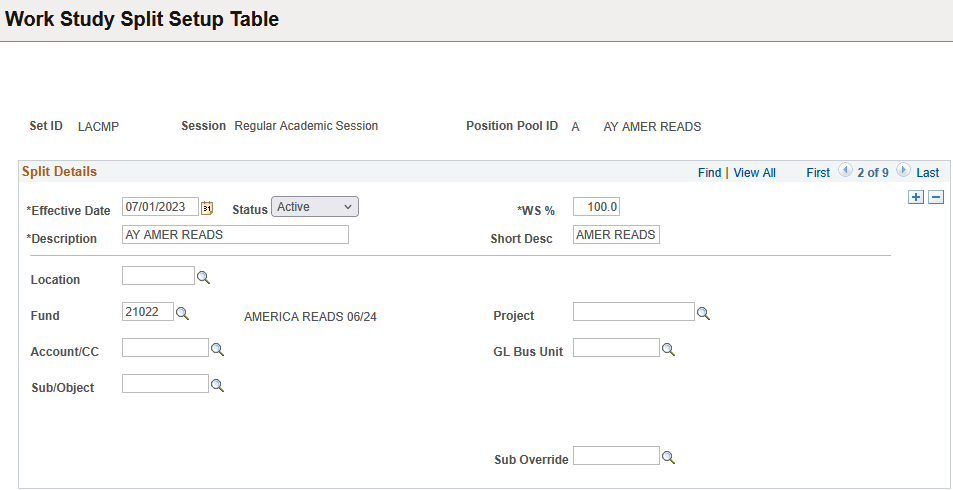 Work Study Split Setup Table
Set ID LACMP Session Regular Academic Session Position Pool ID A AY AMER READS
Split Details Find | View All First 2 of 9 Last
*Effective Date 07/01/2023 31 Status Active *WS % 100.0 + -
*Description AY AMER READS Short Desc AMER READS
Location
Fund 21022 AMERICA READS 06/24 Project
Account/CC GL Bus Unit
Sub/Object
Sub Override